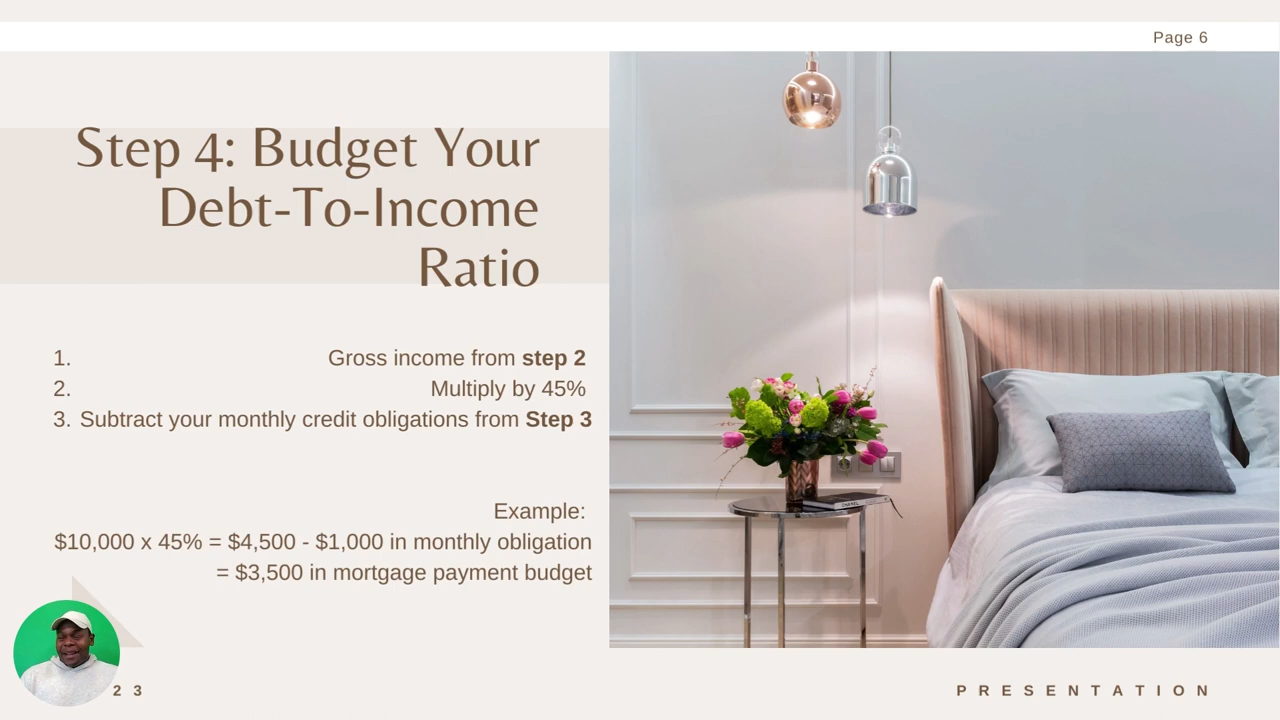 Page 6
Step 4: Budget Your
Debt-To-Income
Ratio
1. Gross income from step 2
2. Multiply by 45%
3. Subtract your monthly credit obligations from Step 3
Example:
$10,000 x 45% = $4,500 - $1,000 in monthly obligation
= $3,500 in mortgage payment budget
23
PRESENTATION